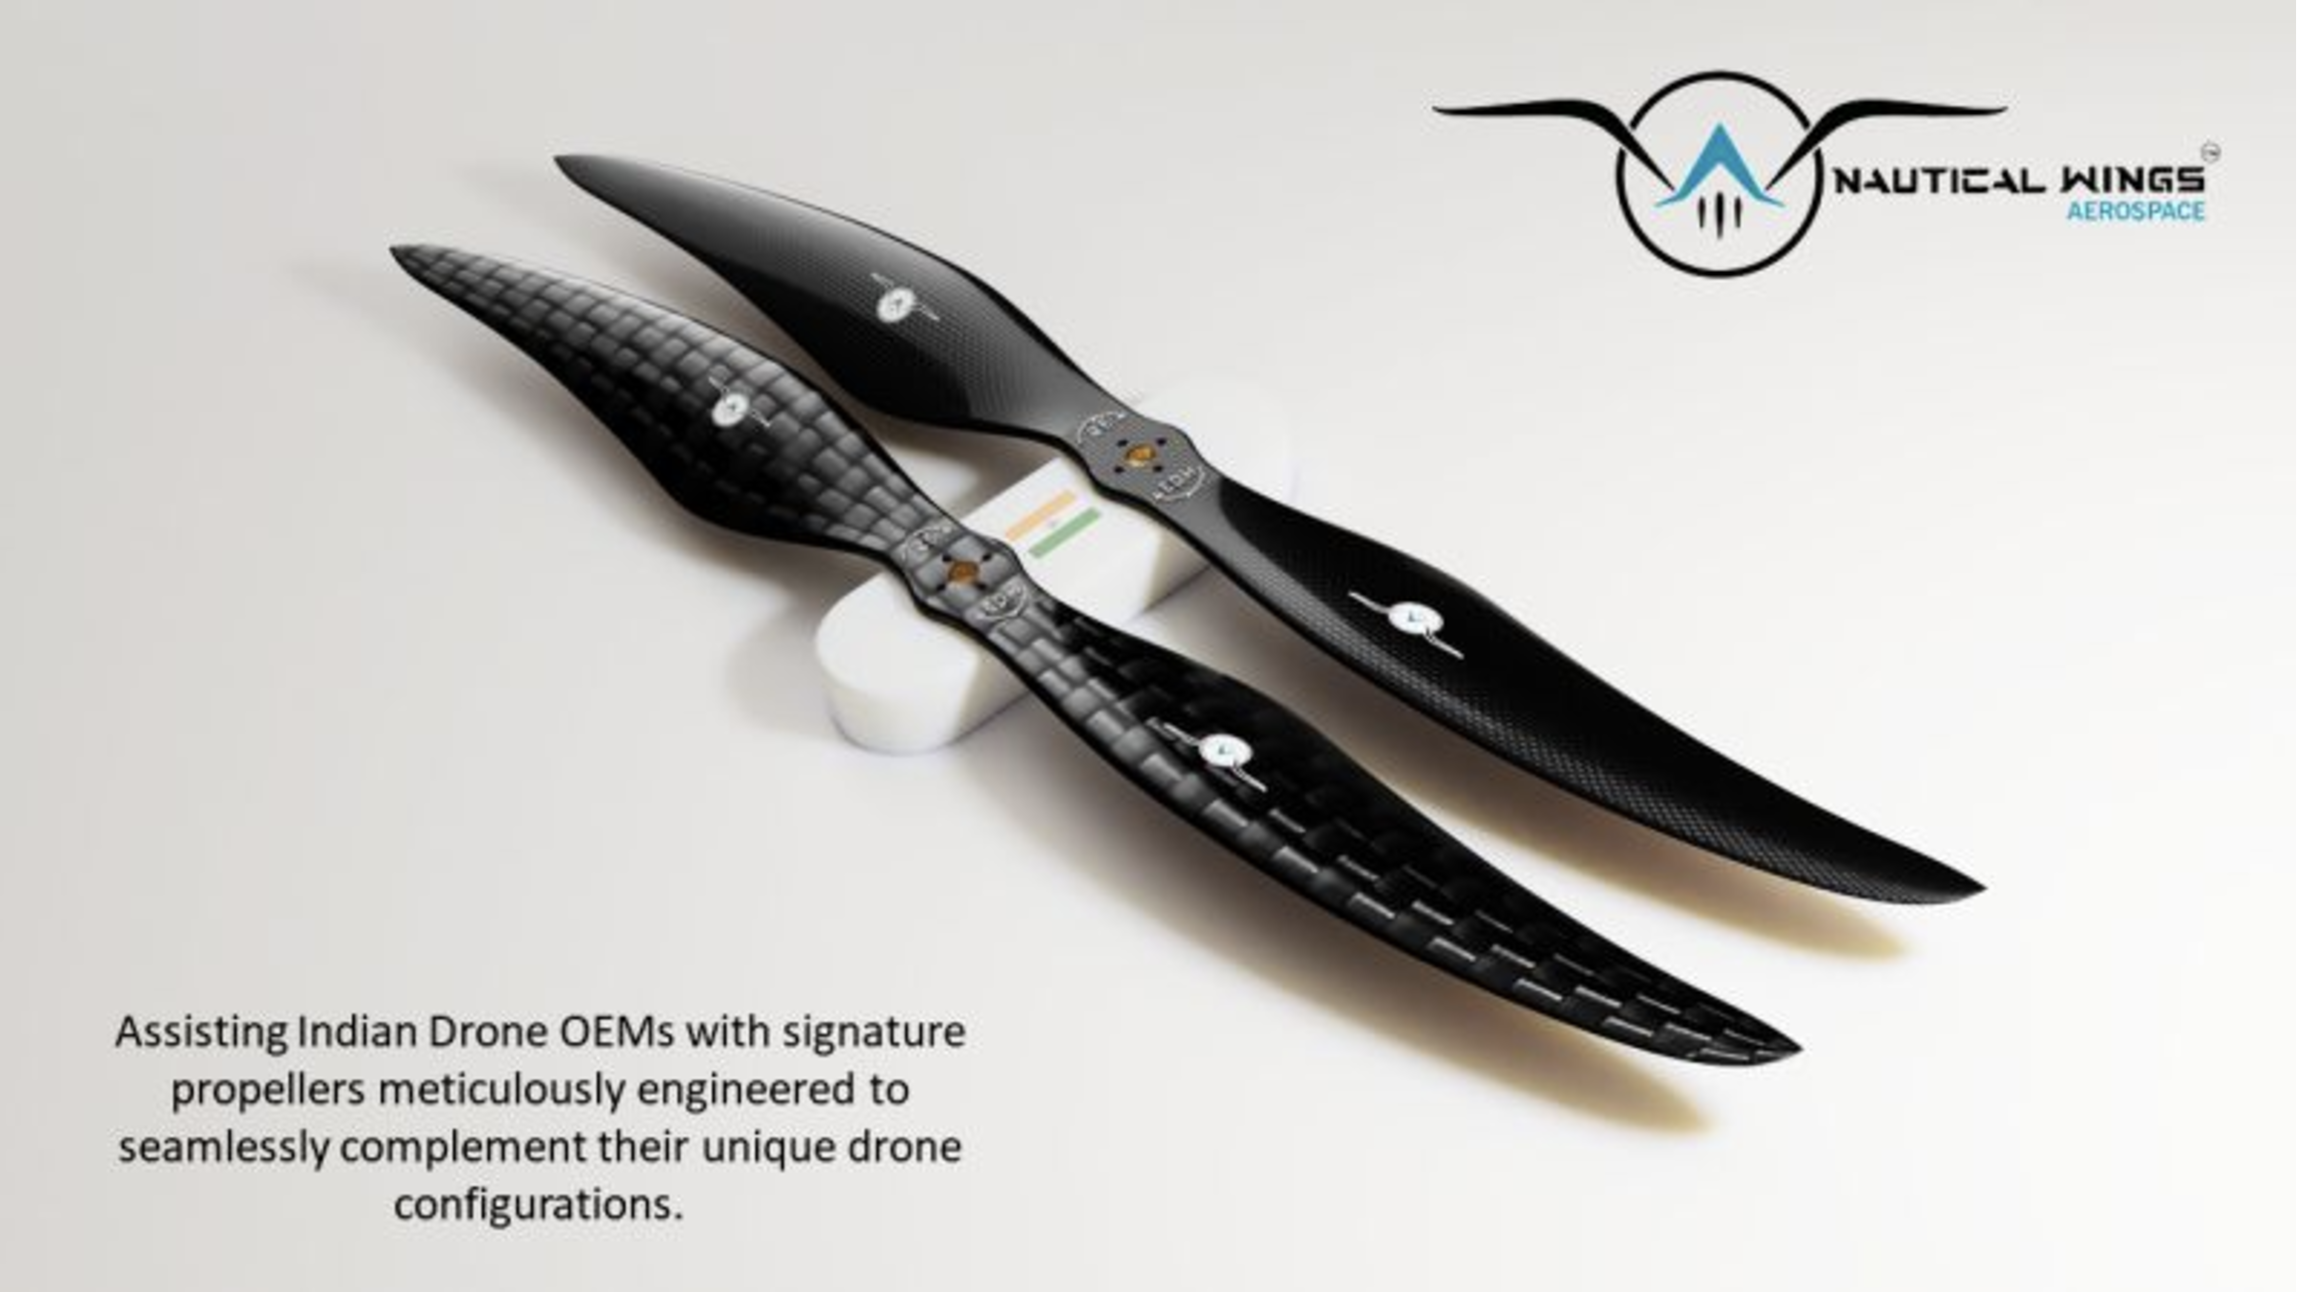 NAUTICAL WINGS
AEROSPACE
Assisting Indian Drone OEMs with signature
propellers meticulously engineered to
seamlessly complement their unique drone
configurations.